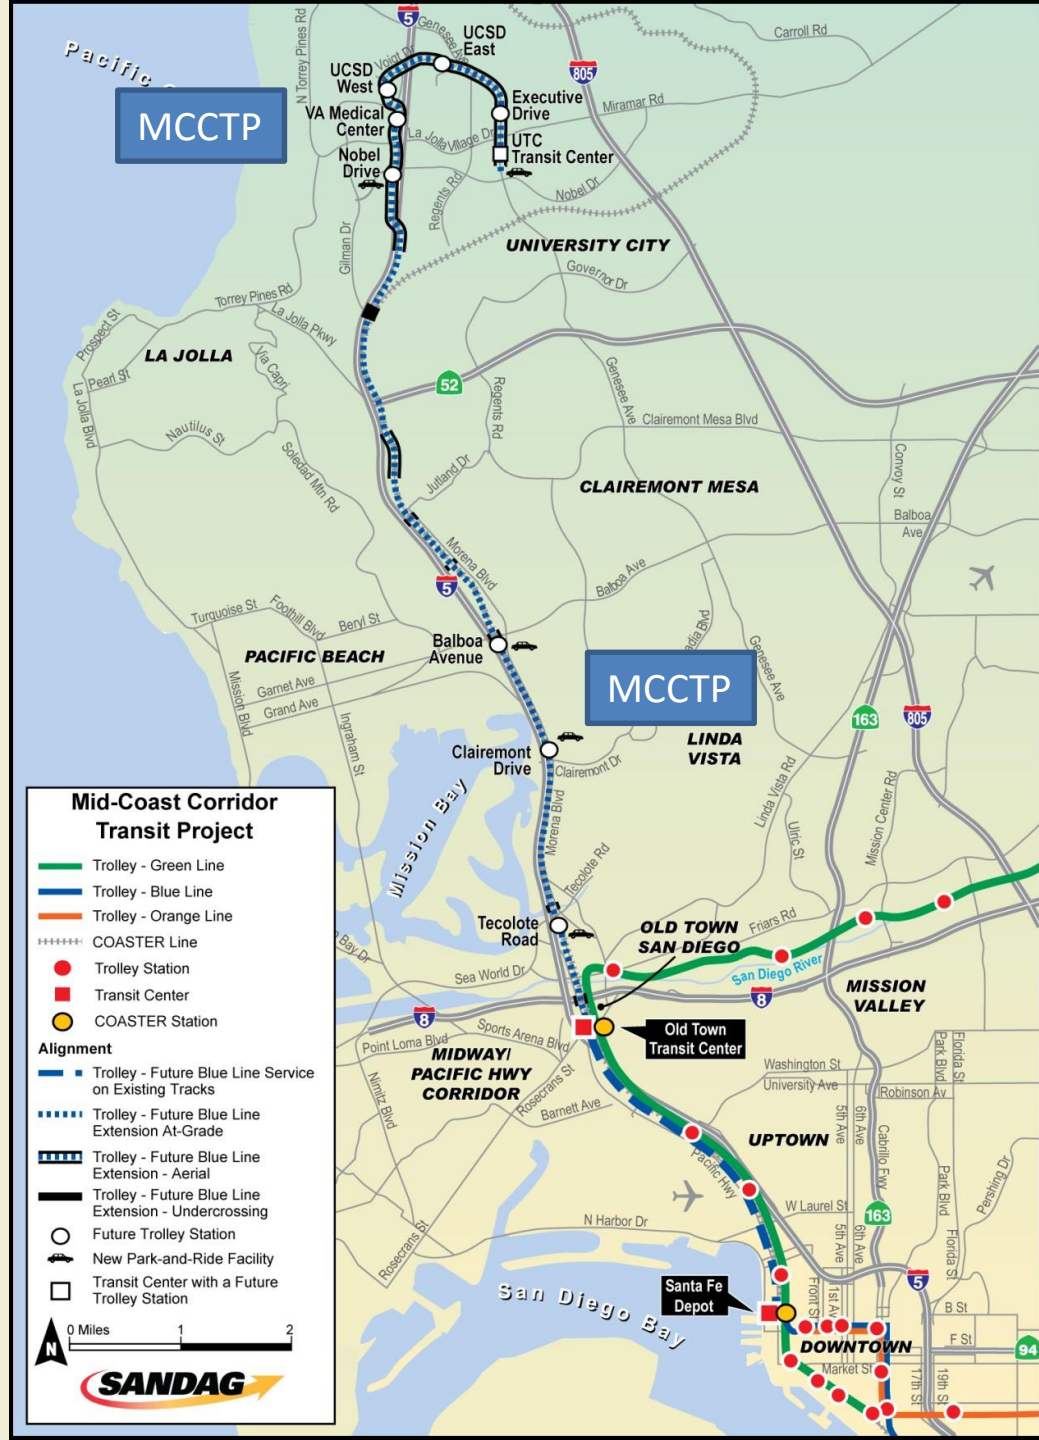 Pacific
MCCTP
5
Genesee Ave
UCSD
East
Carroll Rd
N Torrey Pines Rd
Voigt Dr
UCSD
West
805
Executive
Drive
Miramar Rd
VA Medical
Center
La Jolla Village Dr
UTC
Transit Center
Nobel
Drive
Regents Rd
Nobel Dr
Gilman Dr
UNIVERSITY CITY
Governor Dr
Torrey Pines Rd
La Jolla Pkwy
Prospect St
LA JOLLA
Via Capri
Pearl St
La Jolla Blvd
52
Regents Rd
Genesee Ave
Nautilus St
Clairemont Mesa Blvd
Soledad Mtn Rd
Jutland Dr
Convoy St
CLAIREMONT MESA
Balboa
Ave
Morena Blvd
5
Balboa Ave
Turquoise St
Foothill Blvd
Beryl St
Balboa
Avenue
Genesee Ave
PACIFIC BEACH
Garnet Ave
Grand Ave
Mission Blvd
Ingraham St
MCCTP
163
805
LINDA
VISTA
Clairemont
Drive
Clairemont Dr
Mission Bay
Morena Blvd
Linda Vista Rd
Ulric St
Mission Center Rd
Tecolote Rd
Tecolote
Road
OLD TOWN
SAN DIEGO
Friars Rd
Bay Dr
Sea World Dr
San Diego River
8
8
MISSION
VALLEY
Sports Arena Blvd
Old Town
Transit Center
Point Loma Blvd
MIDWAY/
PACIFIC HWY
CORRIDOR
Nimitz Blvd
Rosecrans St
Barnett Ave
Washington St
University Ave
Park Blvd
Florida St
Robinson Av
5th Ave
6th Ave
Cabrillo Fwy
UPTOWN
Pacific Hwy
Park Blvd
Pershing Dr
W Laurel St
163
N Harbor Dr
Rosecrans St
5th Ave
6th Ave
Florida St
San Diego Bay
Santa Fe
Depot
Front St
1st Av
5
B St
F St
94
DOWNTOWN
Market St
17th St
19th St
Mid-Coast Corridor
Transit Project
Trolley - Green Line
Trolley - Blue Line
Trolley - Orange Line
COASTER Line
Trolley Station
Transit Center
COASTER Station
Alignment
Trolley - Future Blue Line Service
on Existing Tracks
Trolley - Future Blue Line
Extension At-Grade
Trolley - Future Blue Line
Extension - Aerial
Trolley - Future Blue Line
Extension - Undercrossing
Future Trolley Station
New Park-and-Ride Facility
Transit Center with a Future
Trolley Station
N
0 Miles 1 2
SANDAG